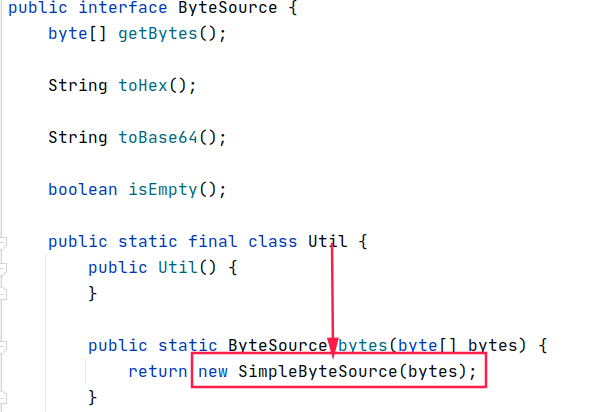 public interface ByteSource {
byte[] getBytes();
String toHex();
String toBase64();
boolean isEmpty();
public static final class Util {
public Util() {
}
public static ByteSource bytes(byte[] bytes) {
return new SimpleByteSource(bytes);
}